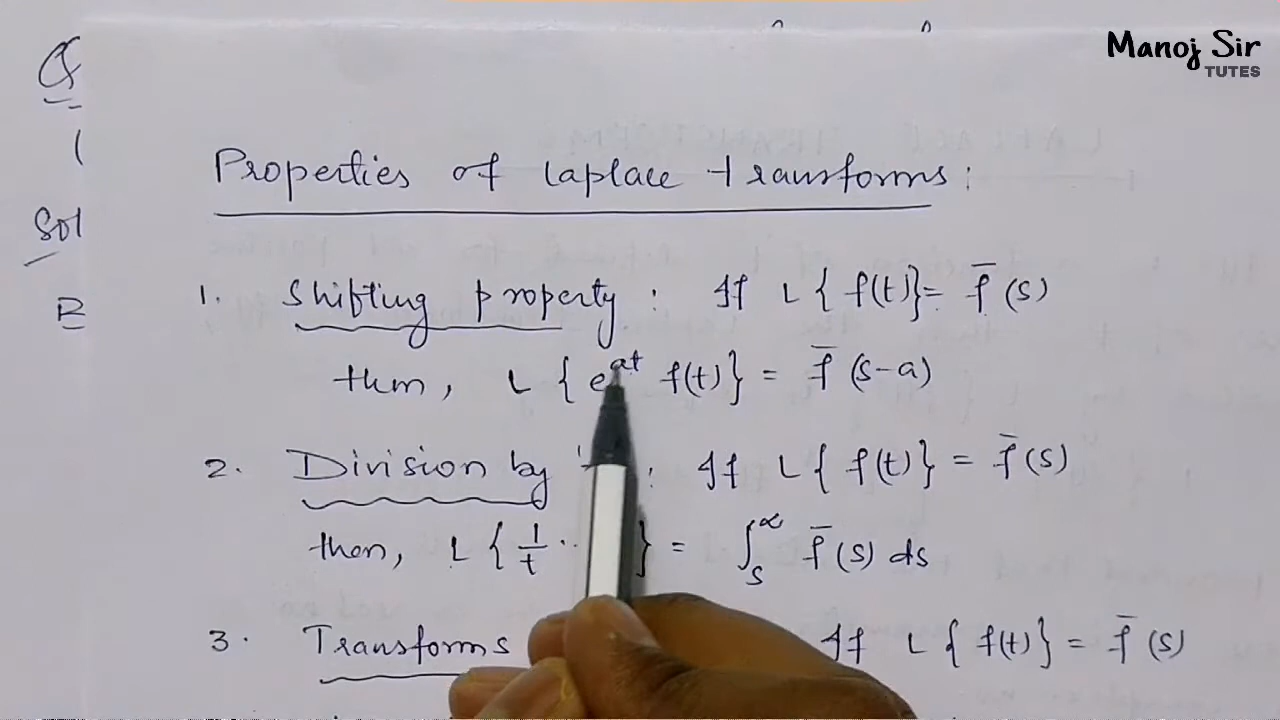 Manoj Sir
TUTES
Q
Sol
Properties of Laplace transforms:
1. Shifting property : If L { f(t)} = f̄ (s)
then, L { e^at f(t)} = f̄ (s-a)
2. Division by : If L { f(t)} = f̄(s)
then, L { 1/t } = ∫_s^∞ f̄(s) ds
3. Transforms If L { f(t)} = f̄ (s)